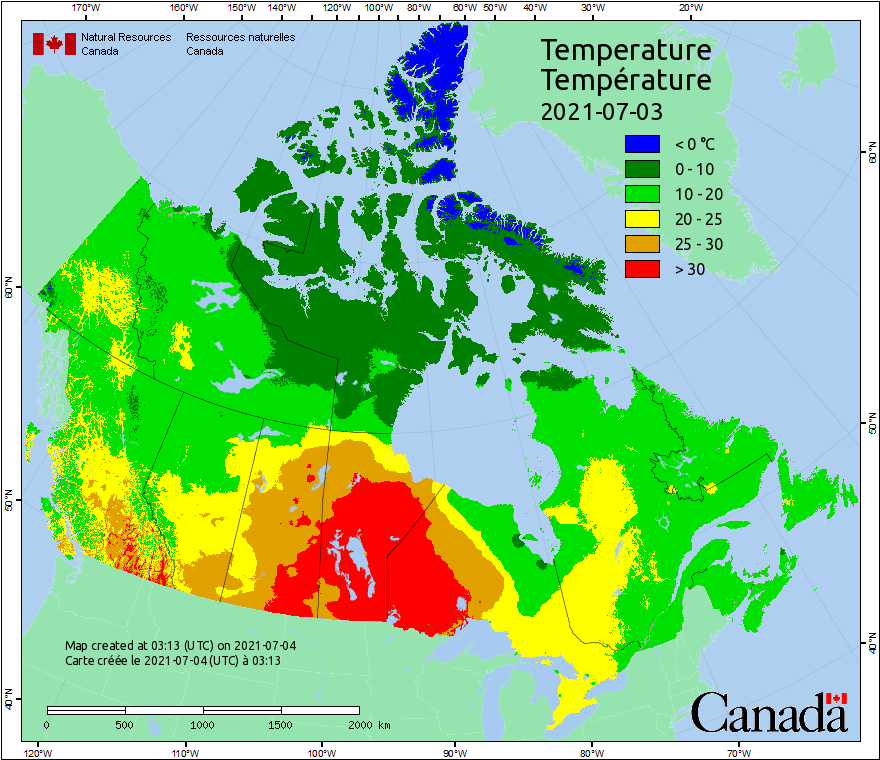 170°W 160°W 150°W 140°W 130°W 120°W 110°W 100°W 90°W 80°W 60°W 50°W 40°W 30°W 20°W
Natural Resources Canada
Ressources naturelles Canada
Temperature
Température
2021-07-03
< 0 °C
0 - 10
10 - 20
20 - 25
25 - 30
> 30
60°N
50°N
40°N
60°N
50°N
40°N
Map created at 03:13 (UTC) on 2021-07-04
Carte créée le 2021-07-04 (UTC) à 03:13
0 500 1000 1500 2000 km
Canada
120°W 110°W 100°W 90°W 80°W 70°W